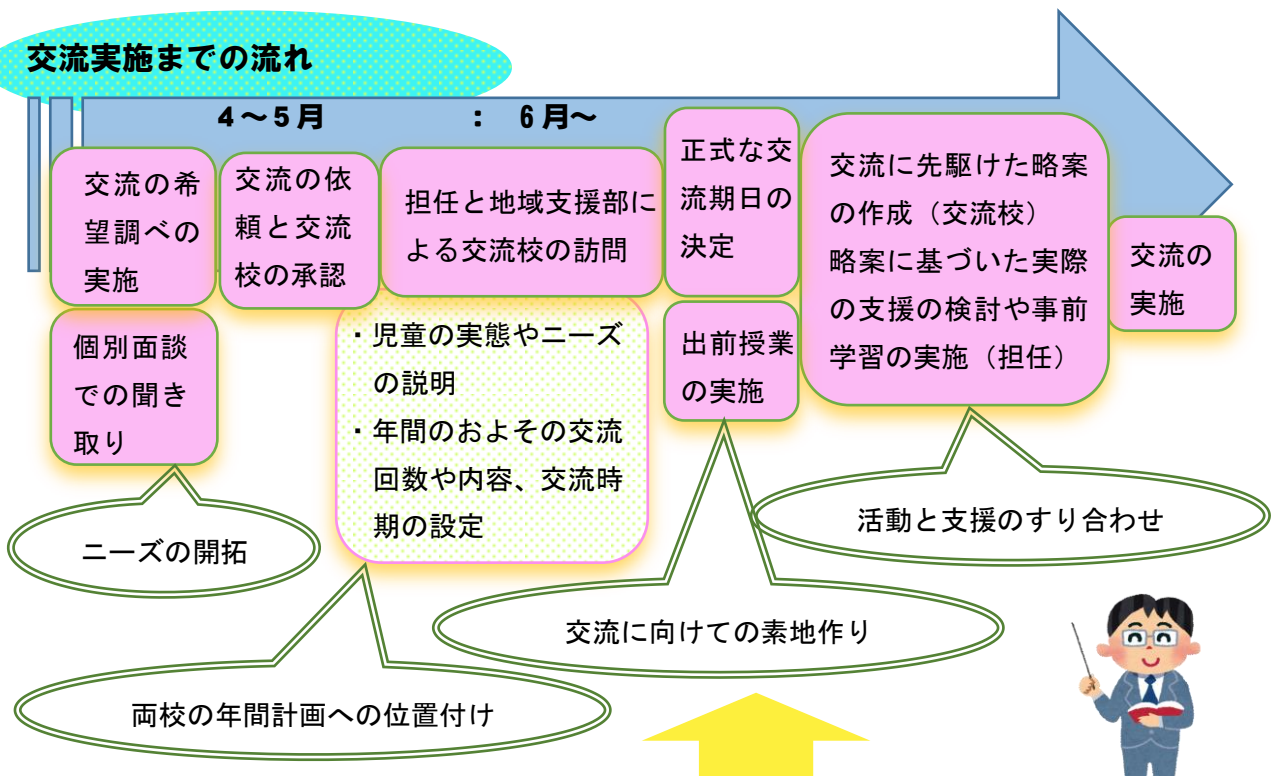 交流実施までの流れ
4～5月　：　6月～
交流の希
望調べの
実施
個別面談
での聞き
取り
ニーズの開拓
交流の依
頼と交流
校の承認
担任と地域支援部に
よる交流校の訪問
・児童の実態やニーズ
の説明
・年間のおよその交流
回数や内容、交流時
期の設定
両校の年間計画への位置付け
正式な交
流期日の
決定
出前授業
の実施
交流に向けての素地作り
交流に先駆けた略案
の作成（交流校）
略案に基づいた実際
の支援の検討や事前
学習の実施（担任）
活動と支援のすり合わせ
交流の
実施